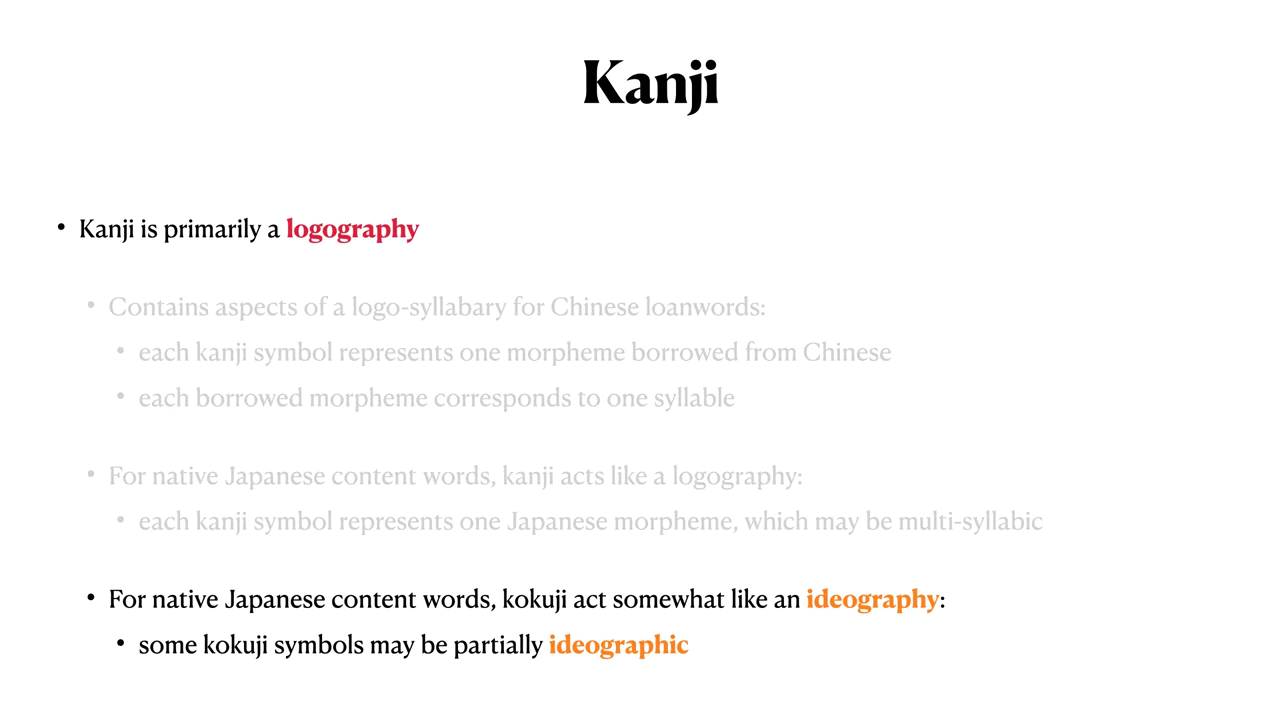 Kanji
• Kanji is primarily a logography
• Contains aspects of a logo-syllabary for Chinese loanwords:
• each kanji symbol represents one morpheme borrowed from Chinese
• each borrowed morpheme corresponds to one syllable
• For native Japanese content words, kanji acts like a logography:
• each kanji symbol represents one Japanese morpheme, which may be multi-syllabic
• For native Japanese content words, kokuji act somewhat like an ideography:
• some kokuji symbols may be partially ideographic